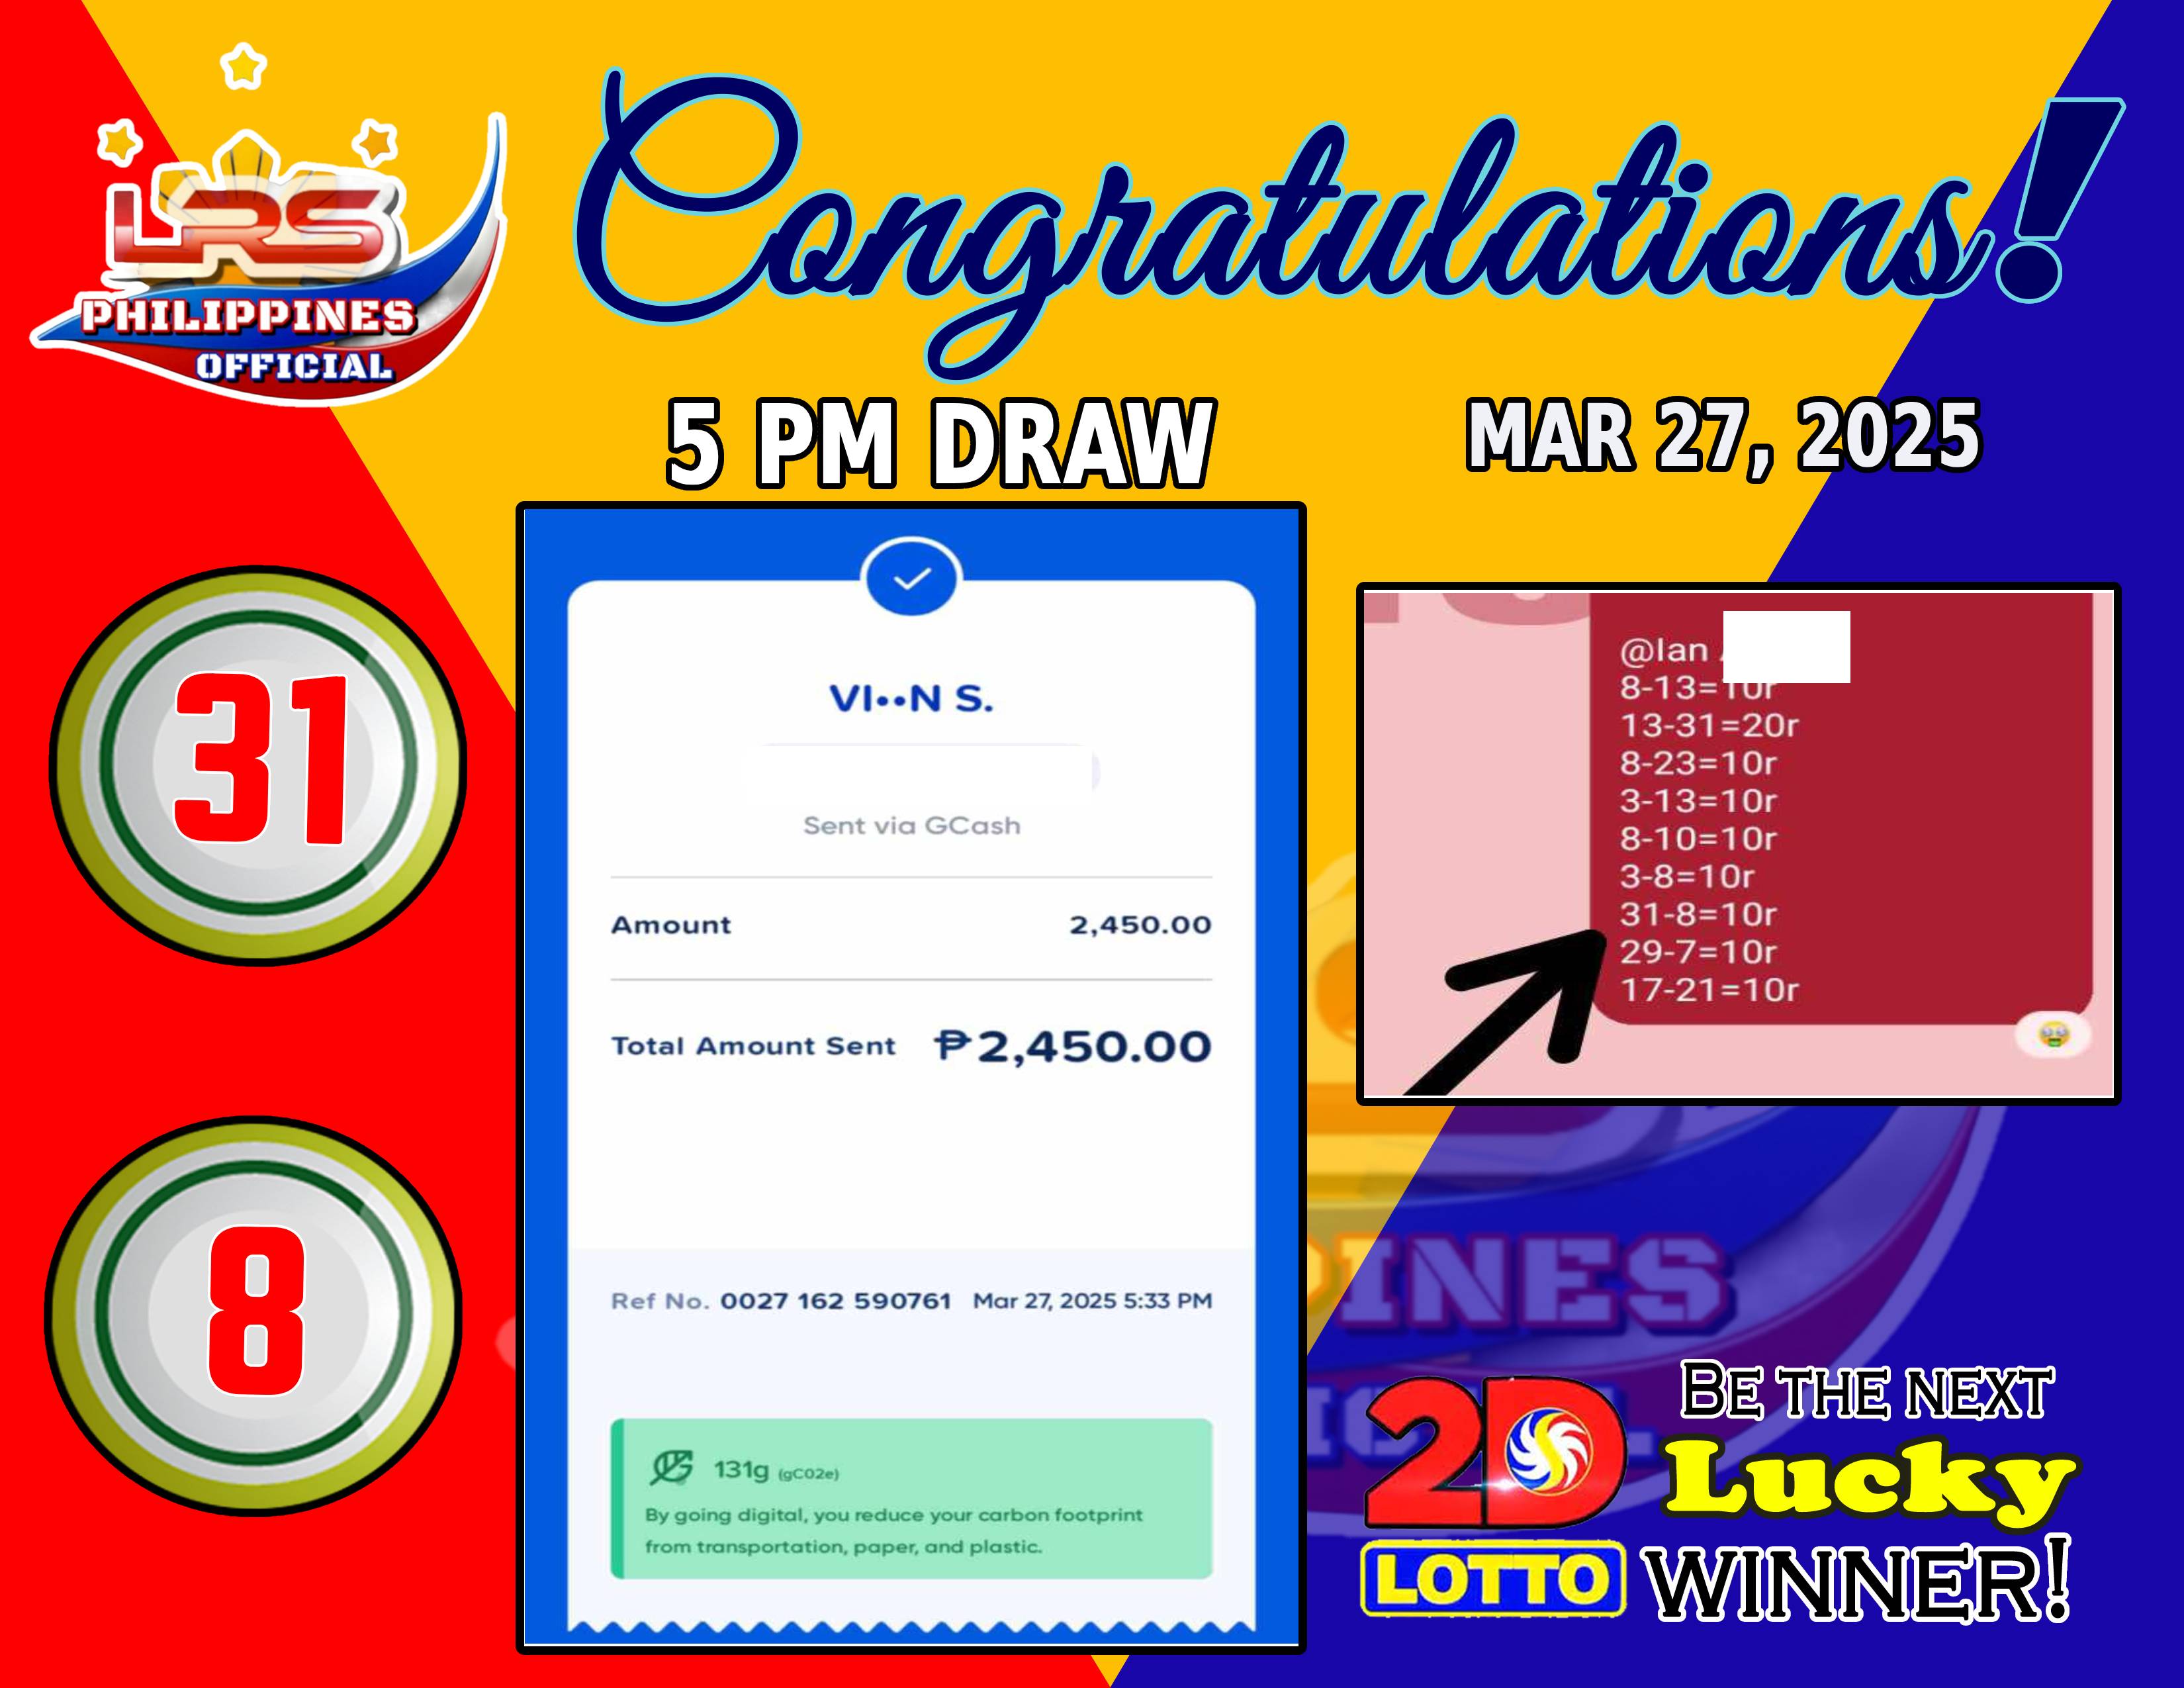 LRS
PHILIPPINES
OFFICIAL
Congratulations!
5 PM DRAW
MAR 27, 2025
31
8
VI••N S.
Sent via GCash
Amount 2,450.00
Total Amount Sent ₱2,450.00
Ref No. 0027 162 590761 Mar 27, 2025 5:33 PM
131g (gCO2e)
By going digital, you reduce your carbon footprint
from transportation, paper, and plastic.
@Ian
8-13=10r
13-31=20r
8-23=10r
3-13=10r
8-10=10r
3-8=10r
31-8=10r
29-7=10r
17-21=10r
PINES
2D
LOTTO
BE THE NEXT
Lucky
WINNER!